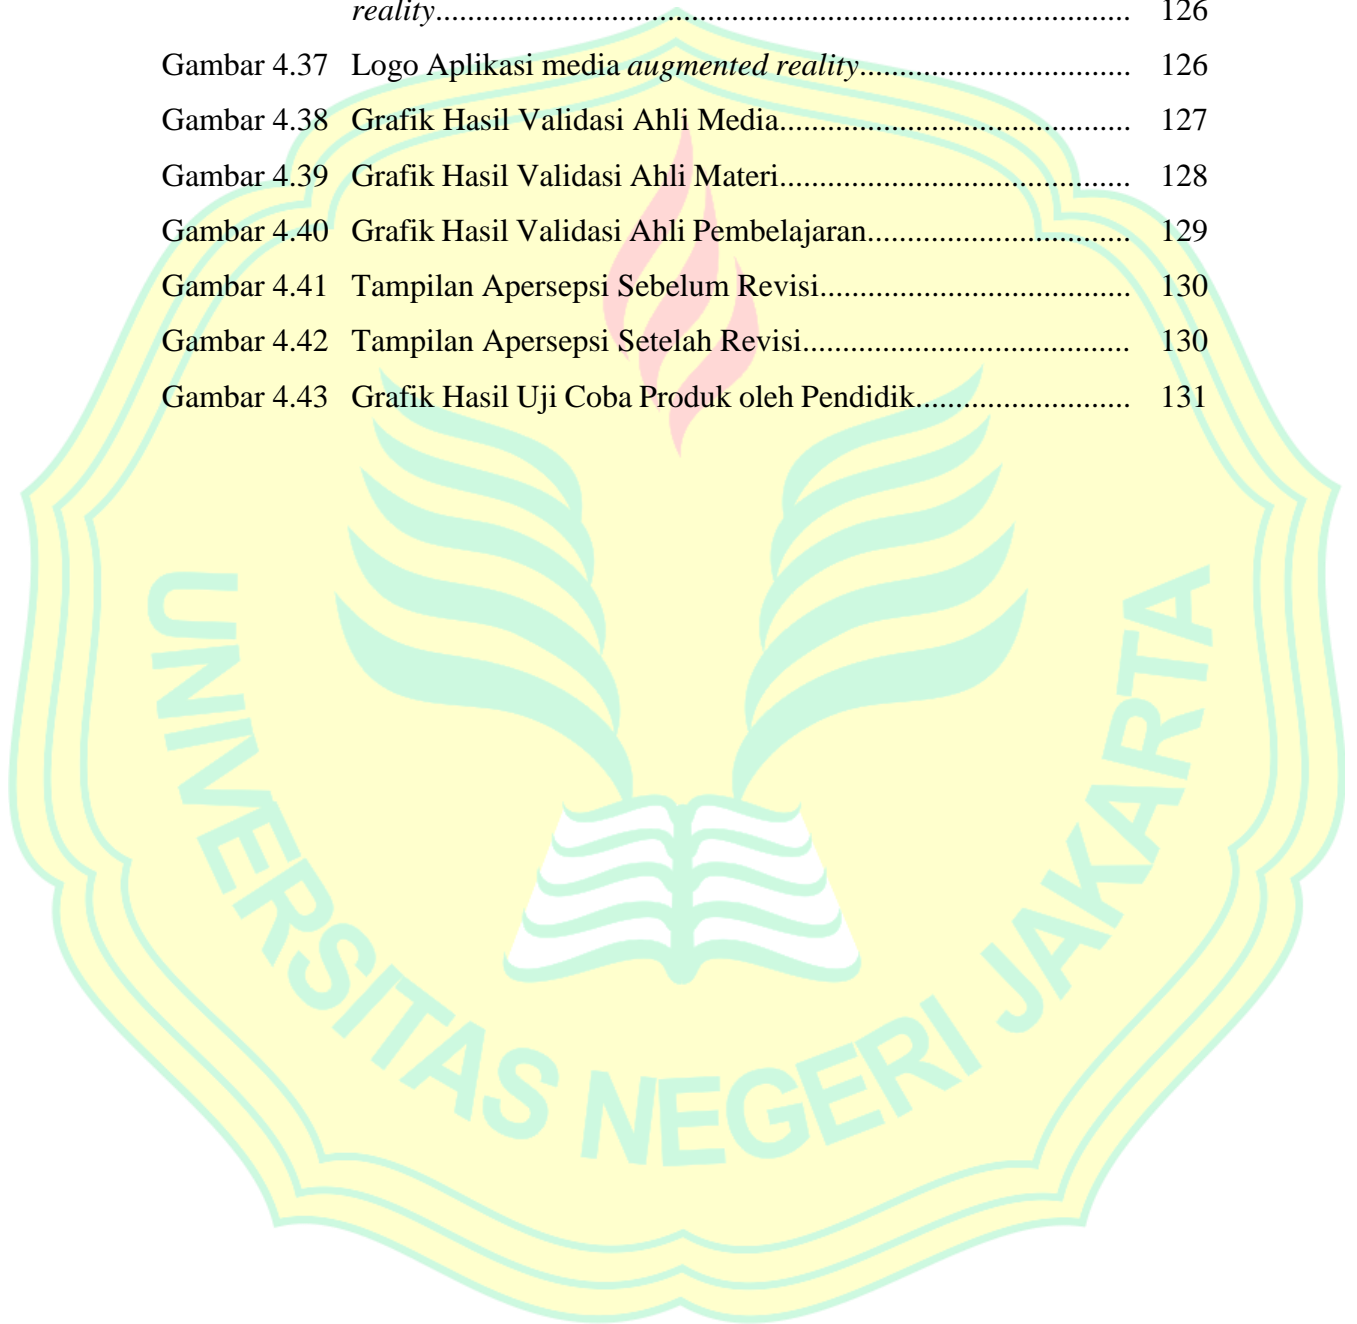 reality.......................................................................................  126
Gambar 4.37 Logo Aplikasi media augmented reality.................................. 126
Gambar 4.38 Grafik Hasil Validasi Ahli Media............................................ 127
Gambar 4.39 Grafik Hasil Validasi Ahli Materi............................................ 128
Gambar 4.40 Grafik Hasil Validasi Ahli Pembelajaran................................. 129
Gambar 4.41 Tampilan Apersepsi Sebelum Revisi....................................... 130
Gambar 4.42 Tampilan Apersepsi Setelah Revisi......................................... 130
Gambar 4.43 Grafik Hasil Uji Coba Produk oleh Pendidik........................... 131
UNIVERSITAS NEGERI JAKARTA